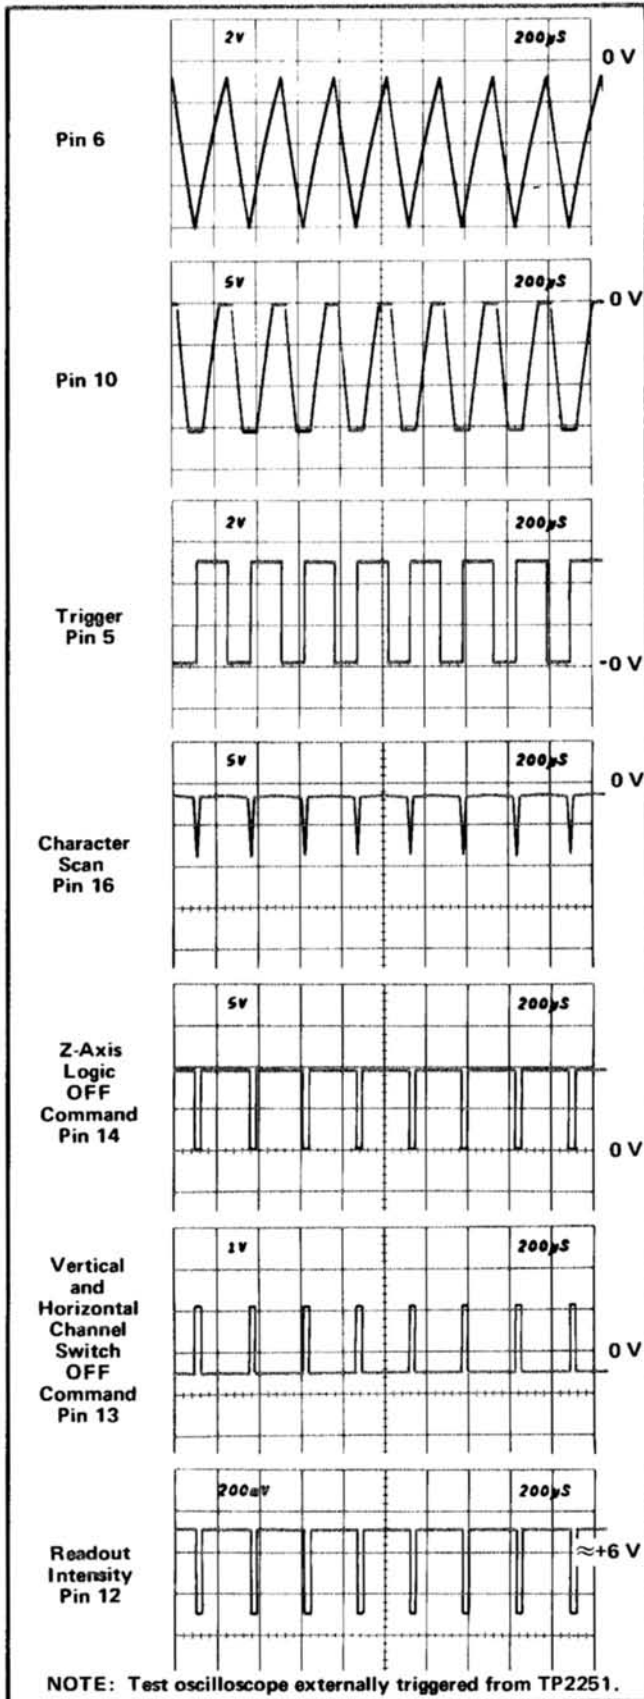 2V 200µS
0 V
Pin 6
5V 200µS
0 V
Pin 10
2V 200µS
Trigger
Pin 5
-0 V
5V 200µS
0 V
Character
Scan
Pin 16
5V 200µS
Z-Axis
Logic
OFF
Command
Pin 14
0 V
1V 200µS
Vertical
and
Horizontal
Channel
Switch
OFF
Command
Pin 13
0 V
200mV 200µS
Readout
Intensity
Pin 12
≈+6 V
NOTE: Test oscilloscope externally triggered from TP2251.